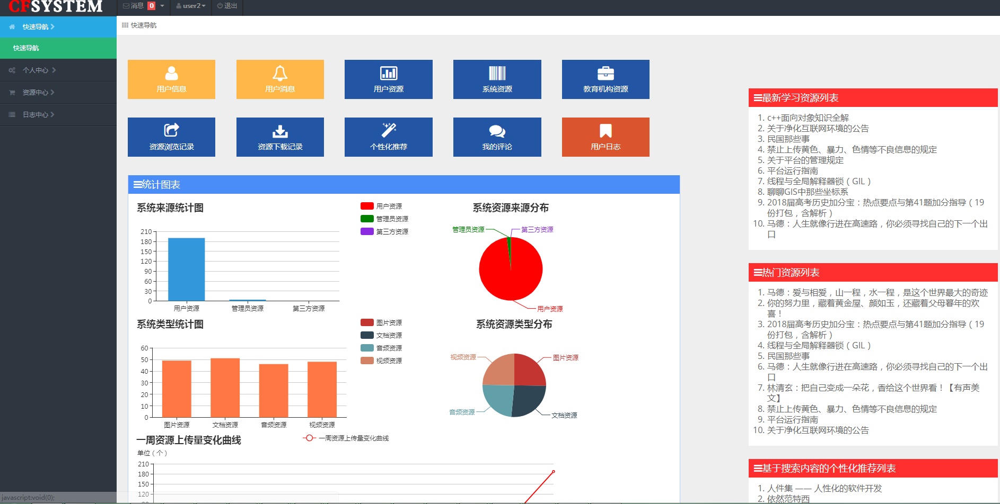 CFSYSTEM
消息 0
user2
退出
快速导航
快速导航
个人中心
资源中心
日志中心
快速导航
用户信息
用户消息
用户资源
系统资源
教育机构资源
资源浏览记录
资源下载记录
个性化推荐
我的评论
用户日志
统计图表
系统来源统计图
210
180
150
120
90
60
30
0
用户资源
管理员资源
第三方资源
用户资源
管理员资源
第三方资源
系统资源来源分布
管理员资源
第三方资源
用户资源
系统类型统计图
60
50
40
30
20
10
0
图片资源
文档资源
音频资源
视频资源
图片资源
文档资源
音频资源
视频资源
系统资源类型分布
视频资源
图片资源
音频资源
文档资源
一周资源上传量变化曲线
一周资源上传量变化曲线
单位（个）
210
180
150
120
最新学习资源列表
1. c++面向对象知识全解
2. 关于净化互联网环境的公告
3. 民国那些事
4. 禁止上传黄色、暴力、色情等不良信息的规定
5. 关于平台的管理规定
6. 平台运行指南
7. 线程与全局解释器锁（GIL）
8. 聊聊GIS中那些坐标系
9. 2018届高考历史加分宝：热点要点与第41题加分指导（19
份打包，含解析）
10. 马德：人生就像行进在高速路，你必须寻找自己的下一个出
口
热门资源列表
1. 马德：爱与相爱，山一程，水一程，是这个世界最大的奇迹
2. 你的努力里，藏着黄金屋、颜如玉，还藏着父母暮年的欢
喜！
3. 2018届高考历史加分宝：热点要点与第41题加分指导（19
份打包，含解析）
4. 线程与全局解释器锁（GIL）
5. 民国那些事
6. 马德：人生就像行进在高速路，你必须寻找自己的下一个出
口
7. 林清玄：把自己变成一朵花，香给这个世界看！【有声美
文】
8. 禁止上传黄色、暴力、色情等不良信息的规定
9. 平台运行指南
10. 关于净化互联网环境的公告
基于搜索内容的个性化推荐列表
1. 人件集 —— 人性化的软件开发
2. 依然范特西
javascript:void(0);